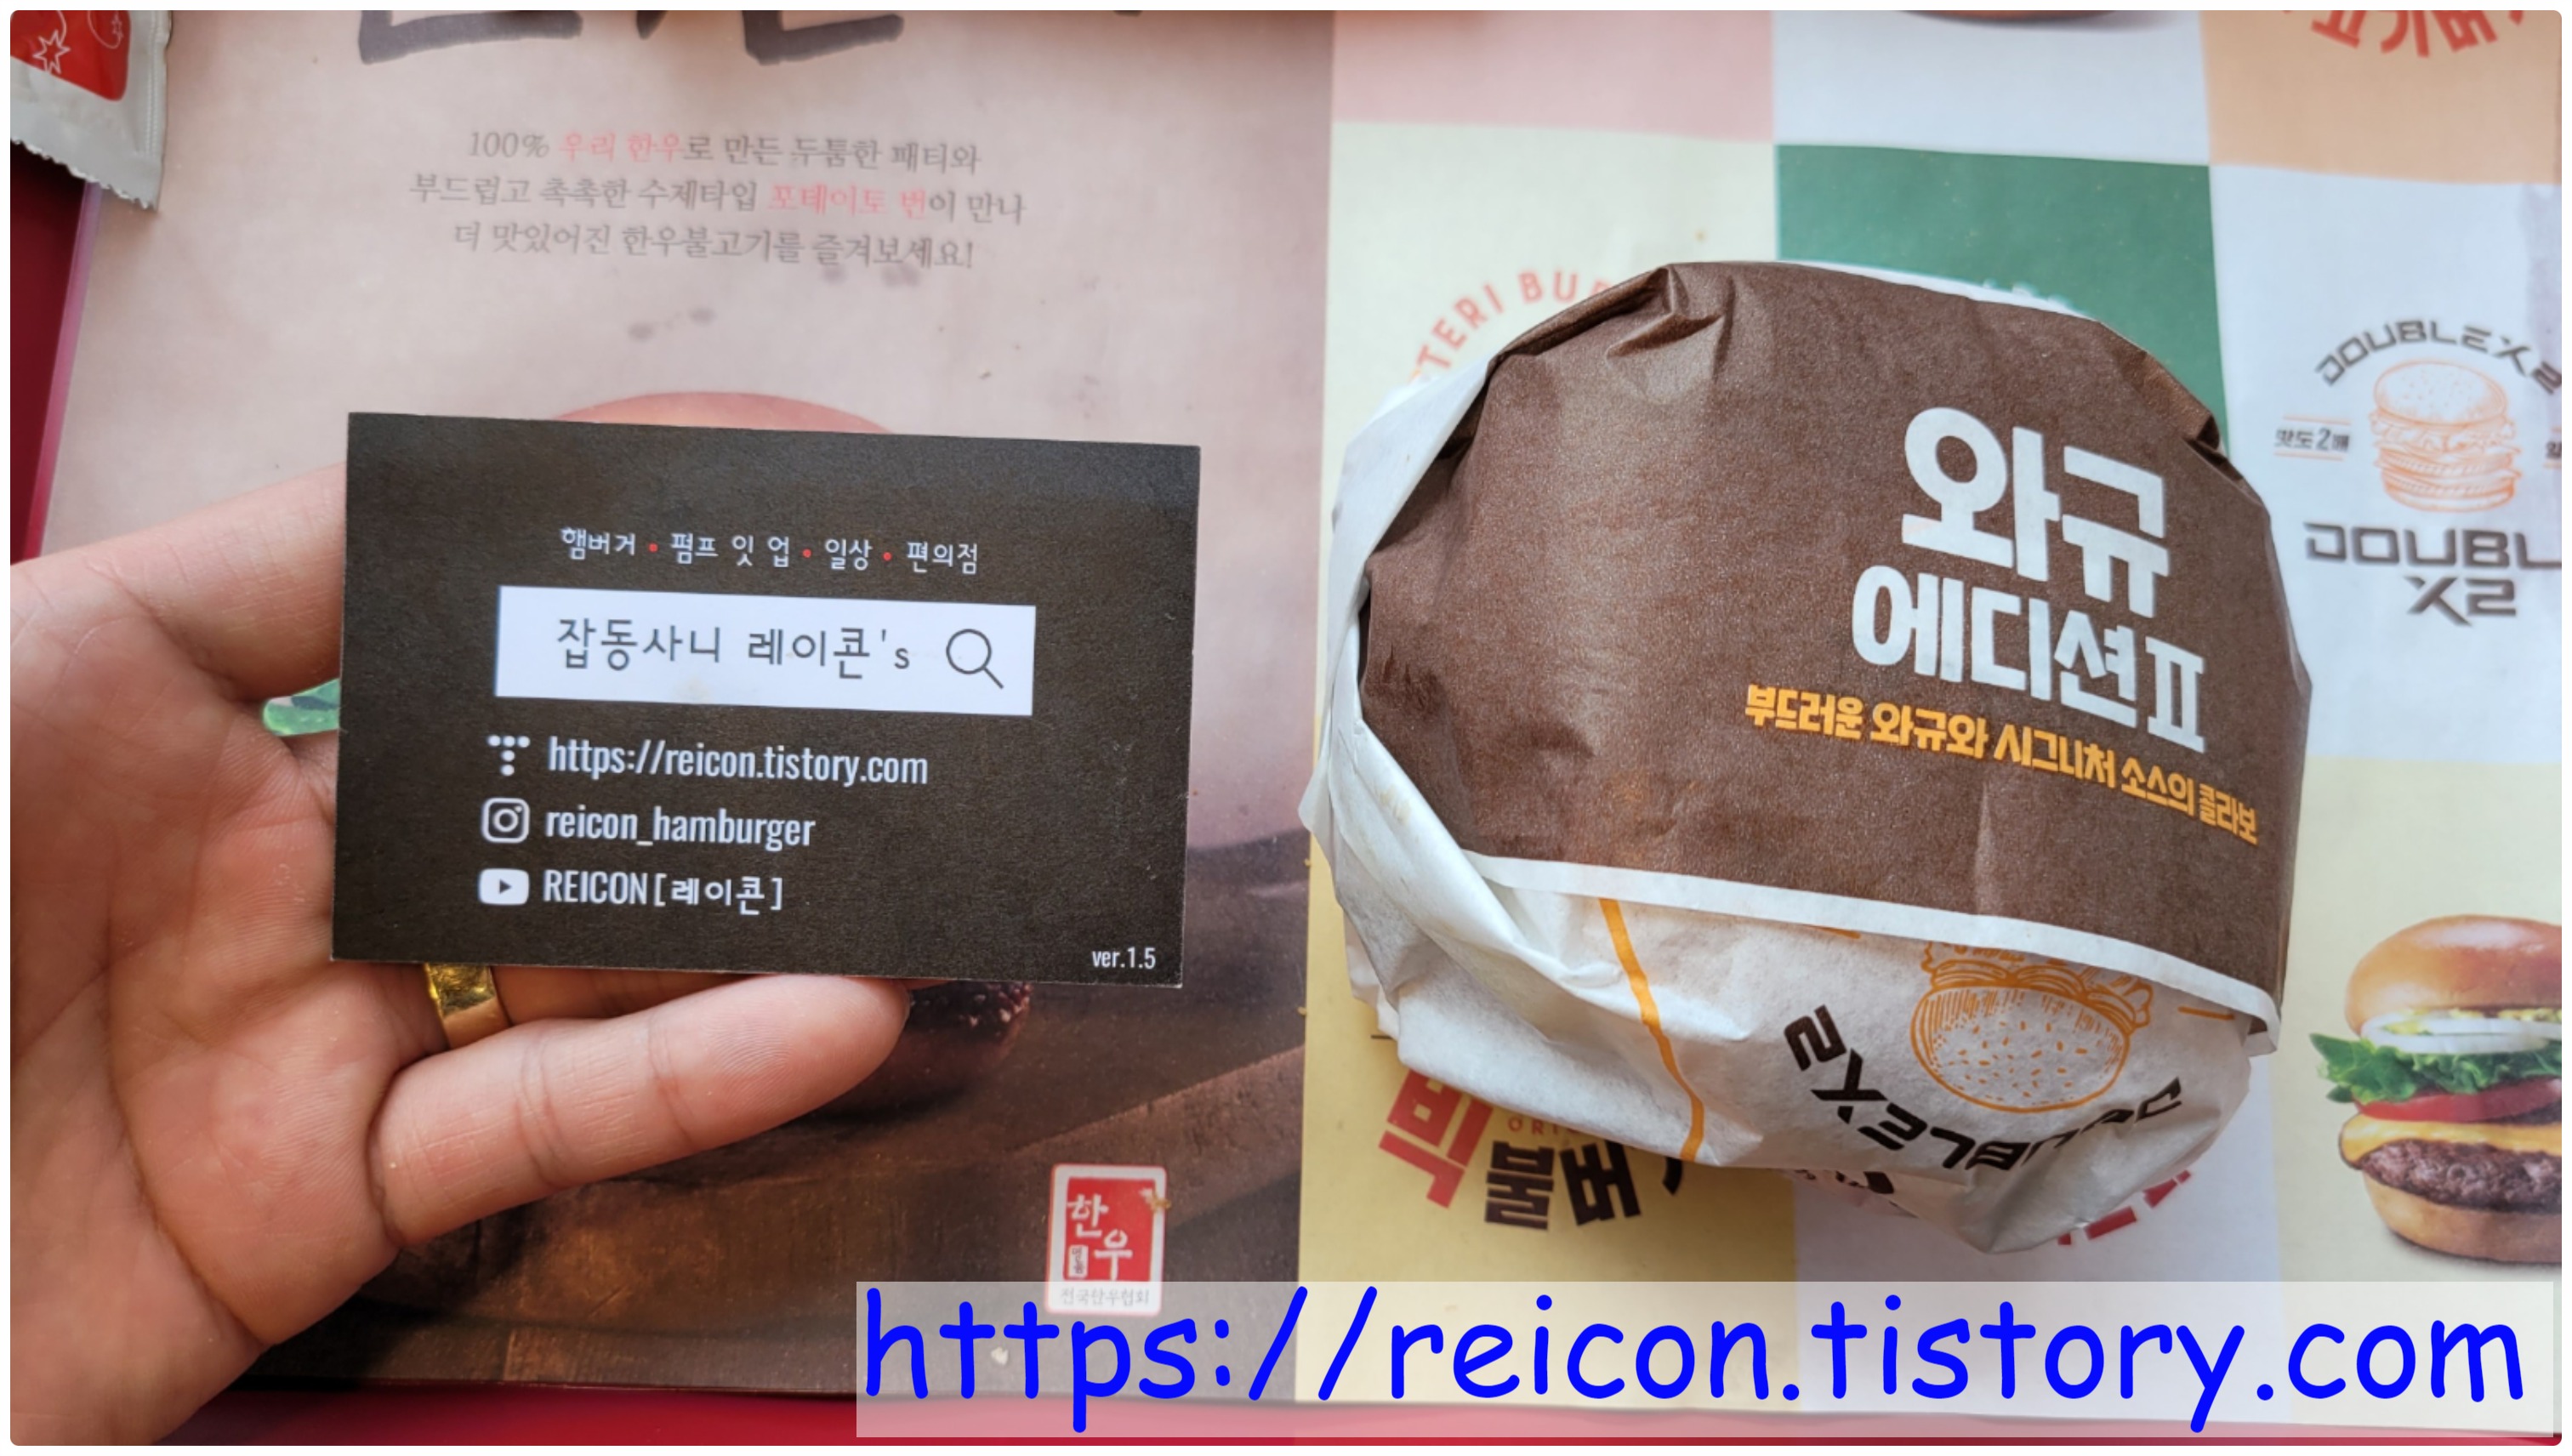 100% 우리 한우로 만든 두툼한 패티와
부드럽고 촉촉한 수제타입 포테이토 번이 만나
더 맛있어진 한우불고기를 즐겨보세요!
햄버거 • 펌프 잇 업 • 일상 • 편의점
잡동사니 레이콘's
https://reicon.tistory.com
reicon_hamburger
REICON[레이콘]
ver.1.5
와규
에디션 II
부드러운 와규와 시그니처 소스의 콜라보
DOUBLE X2
DOUBLE X2
맛도 2배
DOUBL
X2
불
버
한우
전국한우협회
https://reicon.tistory.com